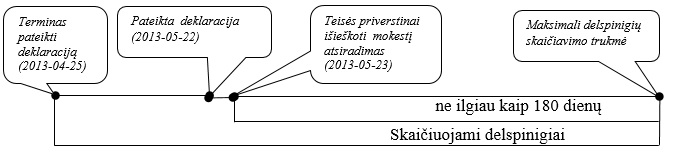 Terminas
pateikti
deklaraciją
(2013-04-25)
Pateikta deklaracija
(2013-05-22)
Teisės priverstinai
išieškoti mokestį
atsiradimas
(2013-05-23)
Maksimali delspinigių
skaičiavimo trukmė
ne ilgiau kaip 180 dienų
Skaičiuojami delspinigiai